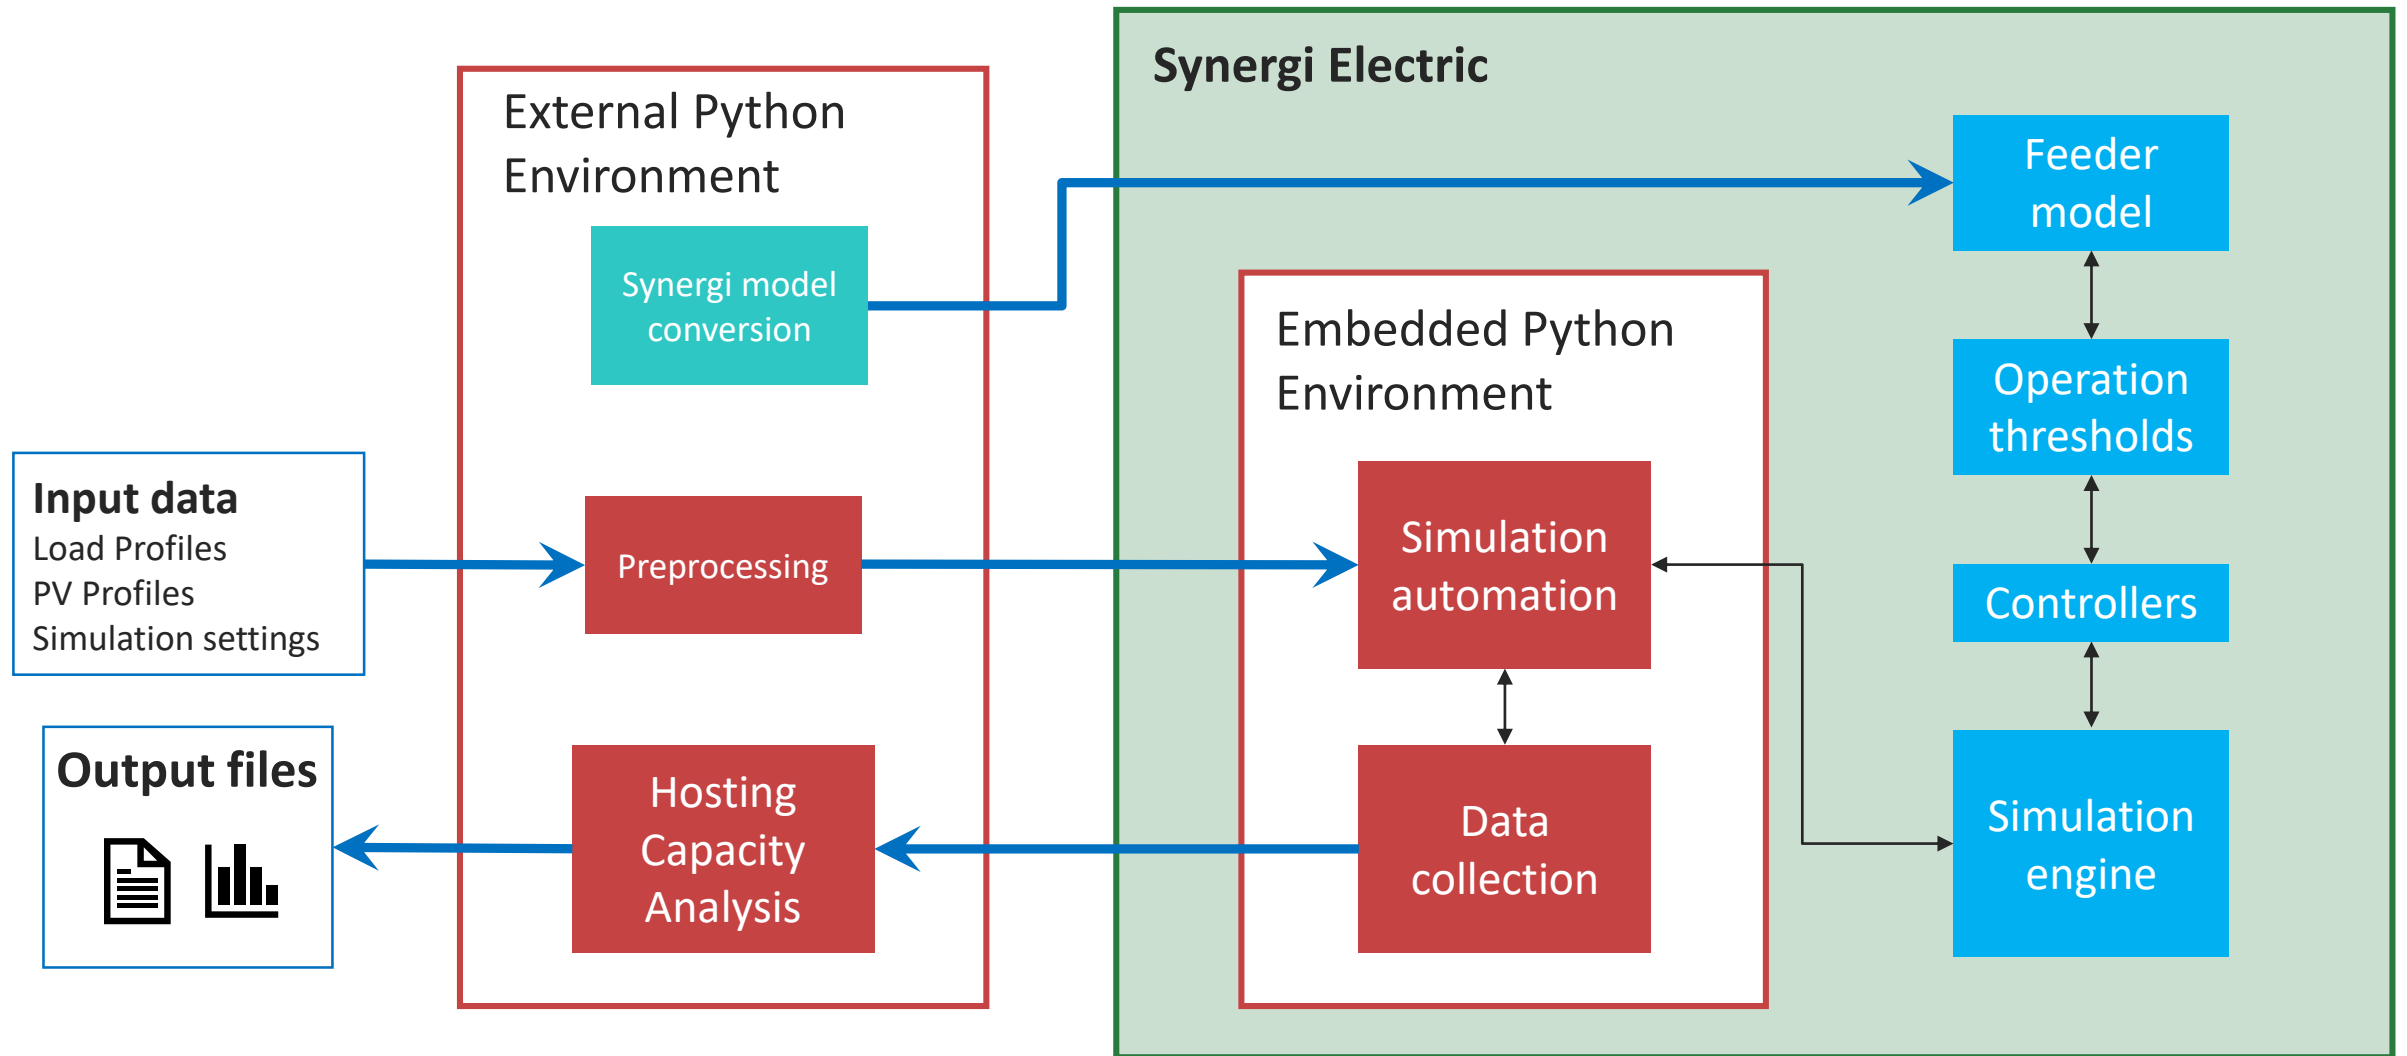 Synergi Electric
External Python
Environment
Synergi model
conversion
Feeder
model
Embedded Python
Environment
Operation
thresholds
Input data
Load Profiles
PV Profiles
Simulation settings
Preprocessing
Simulation
automation
Controllers
Output files
Hosting
Capacity
Analysis
Data
collection
Simulation
engine